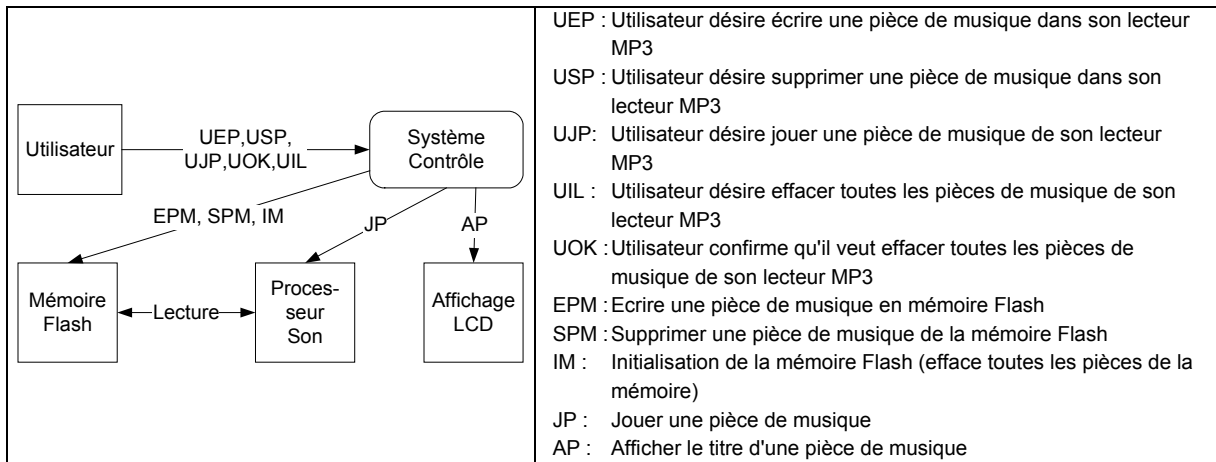 Utilisateur
UEP,USP,
UJP,UOK,UIL
Système
Contrôle
EPM, SPM, IM
JP
AP
Mémoire
Flash
Lecture
Proces-
seur
Son
Affichage
LCD
UEP : Utilisateur désire écrire une pièce de musique dans son lecteur
MP3
USP : Utilisateur désire supprimer une pièce de musique dans son
lecteur MP3
UJP: Utilisateur désire jouer une pièce de musique de son lecteur
MP3
UIL : Utilisateur désire effacer toutes les pièces de musique de son
lecteur MP3
UOK : Utilisateur confirme qu'il veut effacer toutes les pièces de
musique de son lecteur MP3
EPM : Ecrire une pièce de musique en mémoire Flash
SPM : Supprimer une pièce de musique de la mémoire Flash
IM : Initialisation de la mémoire Flash (efface toutes les pièces de la
mémoire)
JP : Jouer une pièce de musique
AP : Afficher le titre d'une pièce de musique